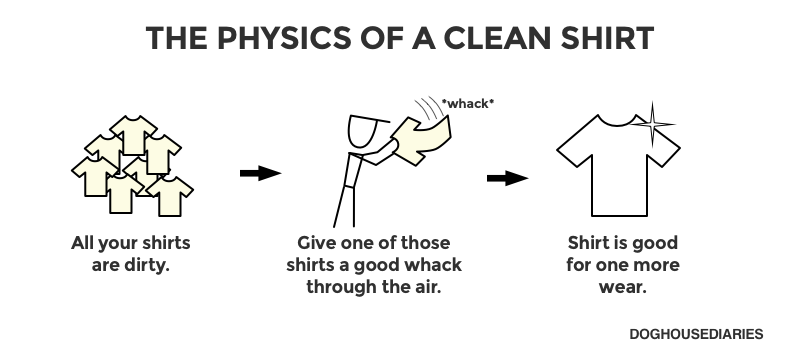 THE PHYSICS OF A CLEAN SHIRT
*whack*
All your shirts
are dirty.
Give one of those
shirts a good whack
through the air.
Shirt is good
for one more
wear.
DOGHOUSEDIARIES